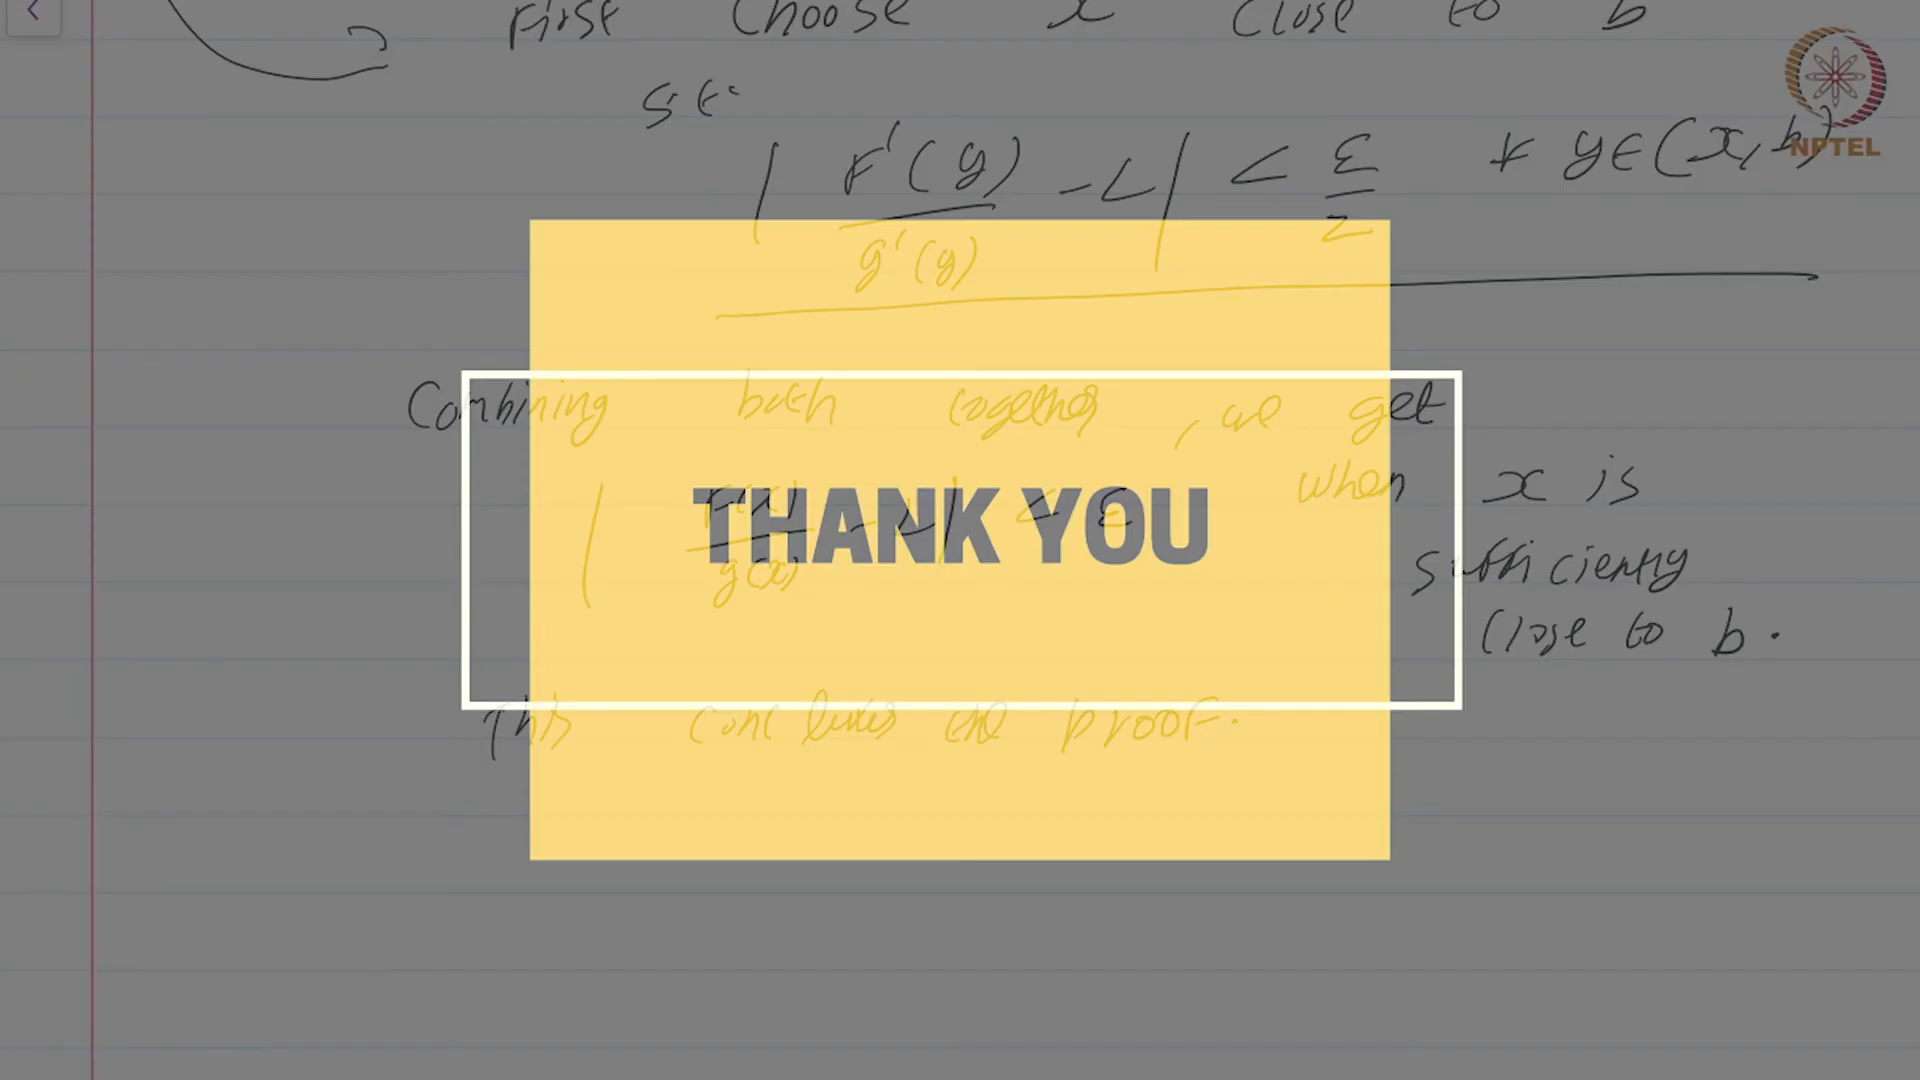 First choose x close to b
s.t.
| F'(y) / g'(y) - L | < ε/2 ∀ y∈(x, b)
NPTEL
Combining both together, we get
| F(x) / g(x) - L | < ε when x is
sufficiently
close to b.
THANK YOU
This concludes the proof.